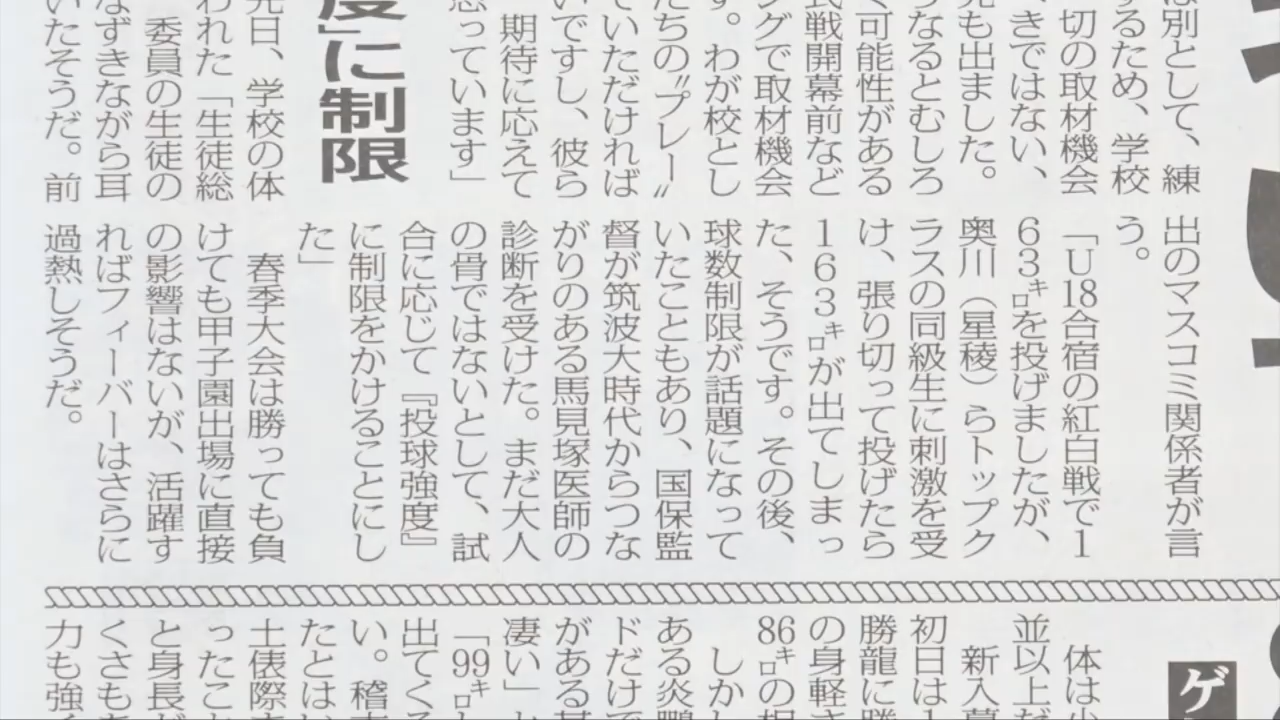 は別として、練
するため、学校
切の取材機会
きではない、
見も出ました。
うなるとむしろ
く可能性がある
式戦開幕前など
ングで取材機会
す。わが校とし
たちの〝プレー〟
ていただければ
いですし、彼ら
期待に応えて
思っています」
度」に制限
先日、学校の体
われた「生徒総
委員の生徒の
なずきながら耳
いたそうだ。前
出のマスコミ関係者が言
う。
「U18合宿の紅白戦で1
63㌔を投げましたが、
奥川（星稜）らトップク
ラスの同級生に刺激を受
け、張り切って投げたら
163㌔が出てしまっ
た、そうです。その後、
球数制限が話題になって
いたこともあり、国保監
督が筑波大時代からつな
がりのある馬見塚医師の
診断を受けた。まだ大人
の骨ではないとして、試
合に応じて『投球強度』
に制限をかけることにし
た」
春季大会は勝っても負
けても甲子園出場に直接
の影響はないが、活躍す
ればフィーバーはさらに
過熱しそうだ。
ゲ
体は
並以上だ
新入幕
初日は1
勝龍に勝
の身軽さ
86㌔の
しかし
ある炎鵬
ドだけで
がある
凄い」と
「99㌔
出てくる
い。稽古
たとは
土俵際
ったこ
と身長
くさもあ
力も強く